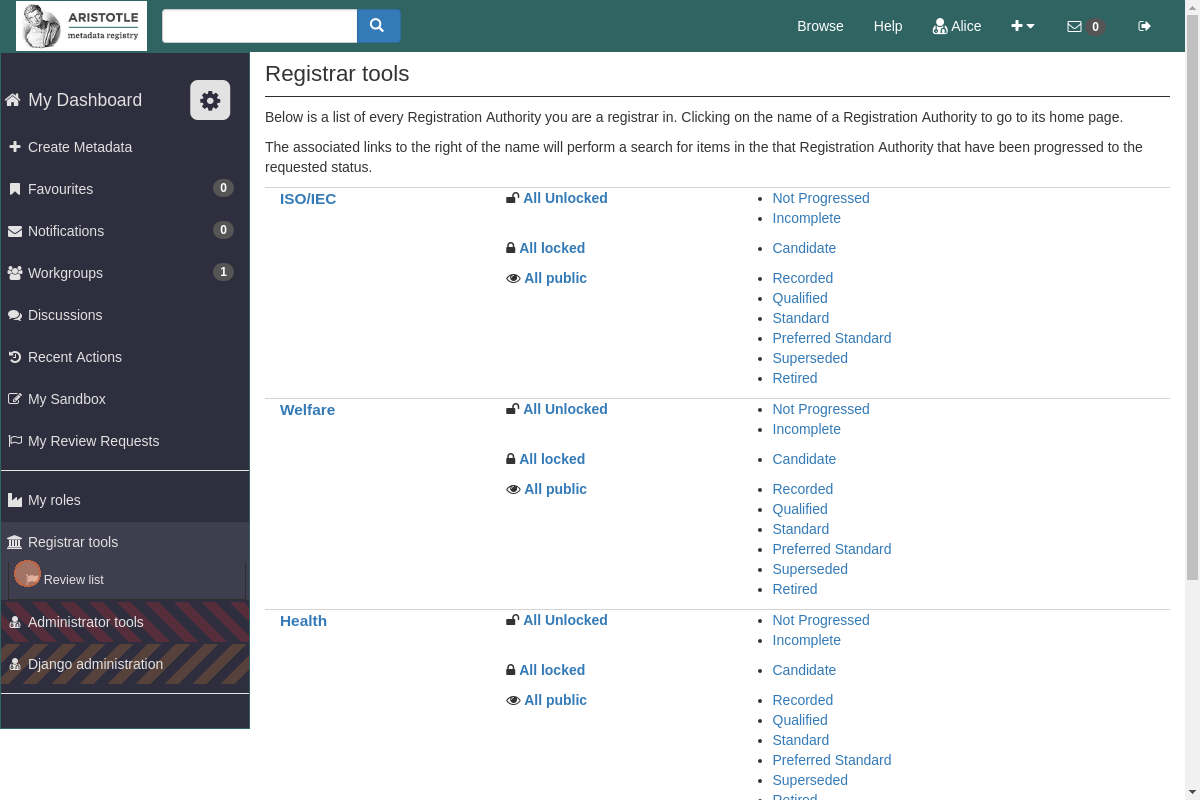 ARISTOTLE
metadata registry
Browse
Help
Alice
0
My Dashboard
Create Metadata
Favourites 0
Notifications 0
Workgroups 1
Discussions
Recent Actions
My Sandbox
My Review Requests
My roles
Registrar tools
Review list
Administrator tools
Django administration
Registrar tools
Below is a list of every Registration Authority you are a registrar in. Clicking on the name of a Registration Authority to go to its home page.
The associated links to the right of the name will perform a search for items in the that Registration Authority that have been progressed to the
requested status.
ISO/IEC
All Unlocked
Not Progressed
Incomplete
All locked
Candidate
All public
Recorded
Qualified
Standard
Preferred Standard
Superseded
Retired
Welfare
All Unlocked
Not Progressed
Incomplete
All locked
Candidate
All public
Recorded
Qualified
Standard
Preferred Standard
Superseded
Retired
Health
All Unlocked
Not Progressed
Incomplete
All locked
Candidate
All public
Recorded
Qualified
Standard
Preferred Standard
Superseded
Retired